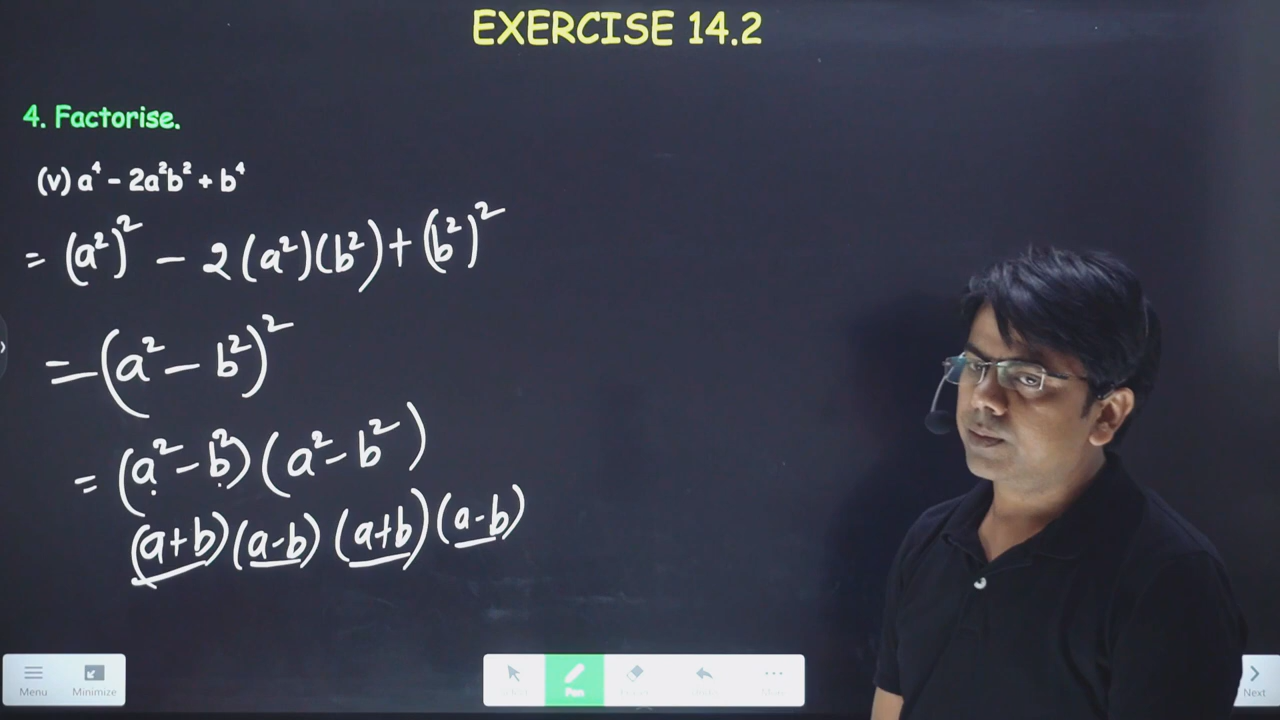 EXERCISE 14.2
4. Factorise.
(v) a⁴ - 2a²b² + b⁴
= (a²)² - 2(a²)(b²) + (b²)²
= (a² - b²)²
= (a² - b²)(a² - b²)
(a+b)(a-b)(a+b)(a-b)
Menu
Minimize
Pen
Next